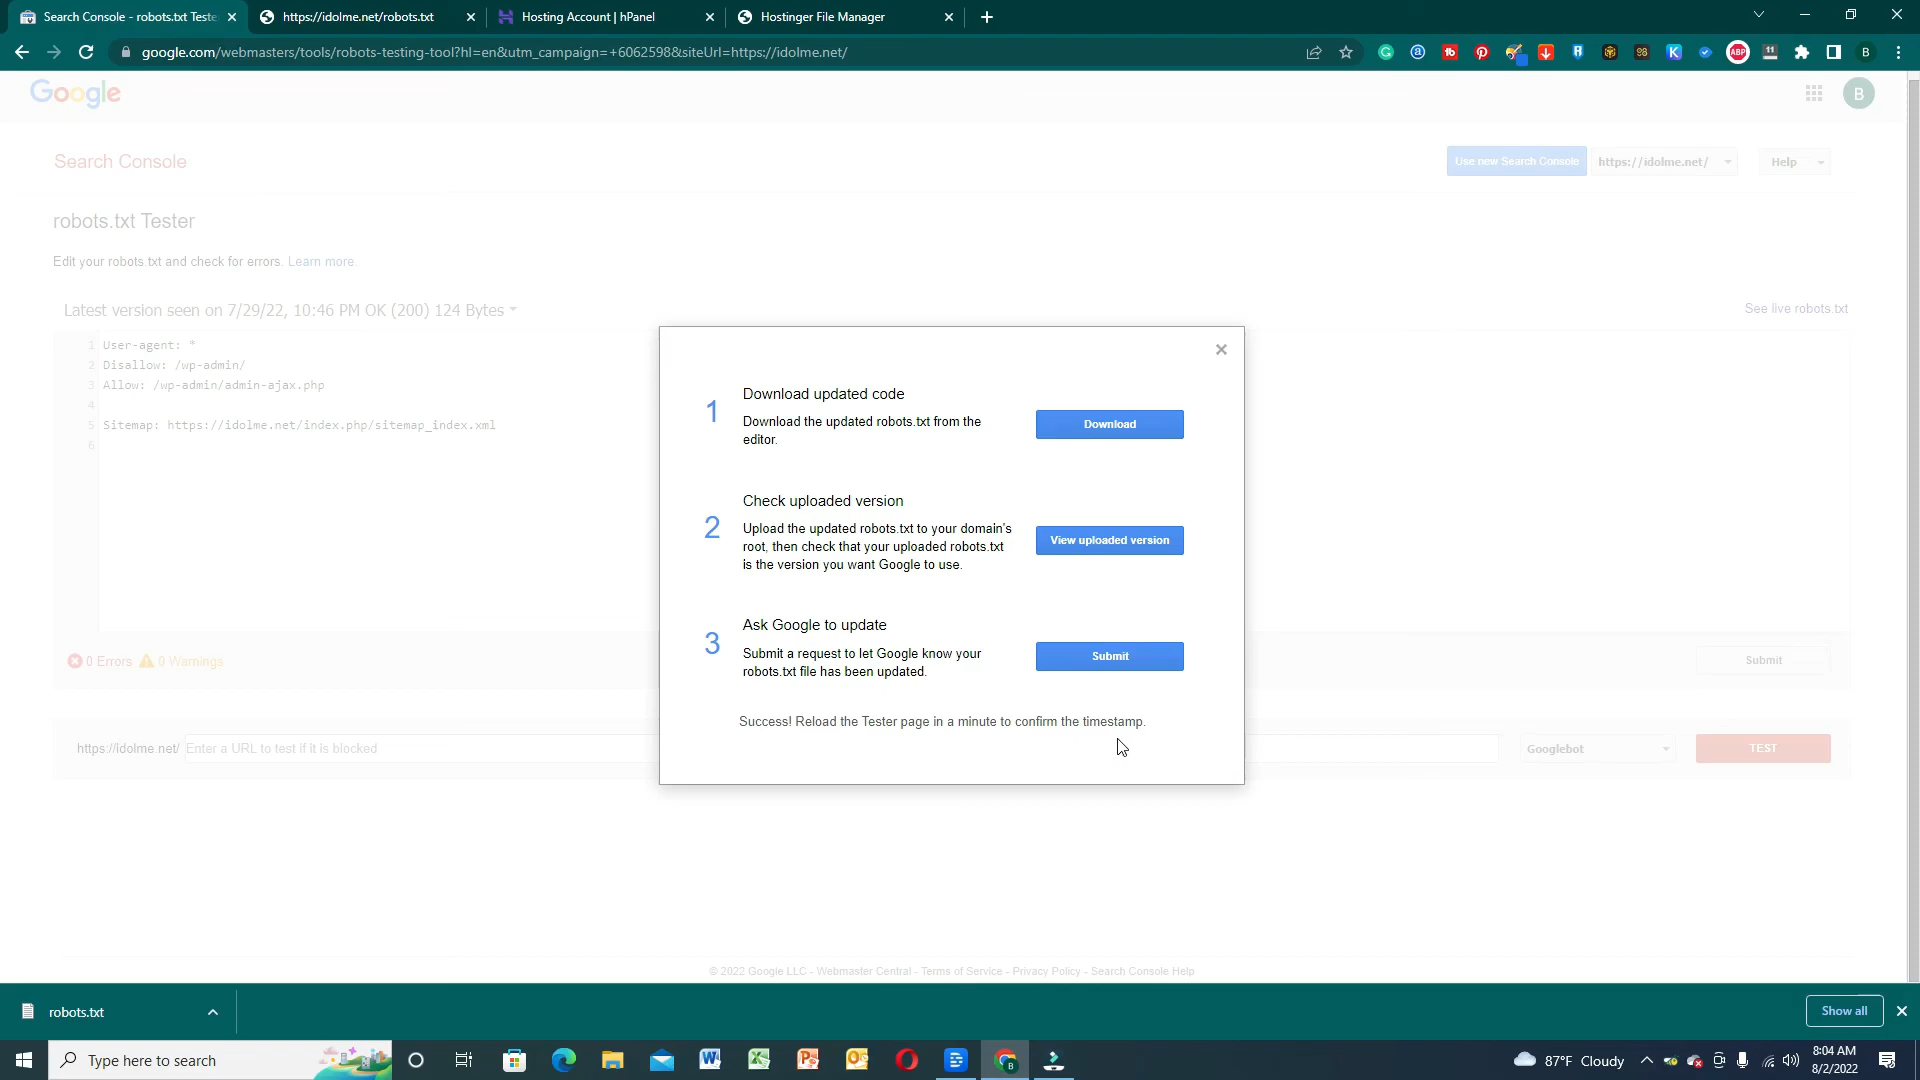 Search Console - robots.txt Teste
https://idolme.net/robots.txt
Hosting Account | hPanel
Hostinger File Manager
google.com/webmasters/tools/robots-testing-tool?hl=en&utm_campaign=+6062598&siteUrl=https://idolme.net/
Google
B
Search Console
Use new Search Console
https://idolme.net/
Help
robots.txt Tester
Edit your robots.txt and check for errors. Learn more.
Latest version seen on 7/29/22, 10:46 PM OK (200) 124 Bytes
See live robots.txt
1 User-agent: *
2 Disallow: /wp-admin/
3 Allow: /wp-admin/admin-ajax.php
4
5 Sitemap: https://idolme.net/index.php/sitemap_index.xml
6
0 Errors 0 Warnings
Submit
1
Download updated code
Download the updated robots.txt from the
editor.
Download
2
Check uploaded version
Upload the updated robots.txt to your domain's
root, then check that your uploaded robots.txt
is the version you want Google to use.
View uploaded version
3
Ask Google to update
Submit a request to let Google know your
robots.txt file has been updated.
Submit
Success! Reload the Tester page in a minute to confirm the timestamp.
https://idolme.net/
Enter a URL to test if it is blocked
Googlebot
TEST
© 2022 Google LLC - Webmaster Central - Terms of Service - Privacy Policy - Search Console Help
robots.txt
Show all
Type here to search
87°F Cloudy
8:04 AM
8/2/2022